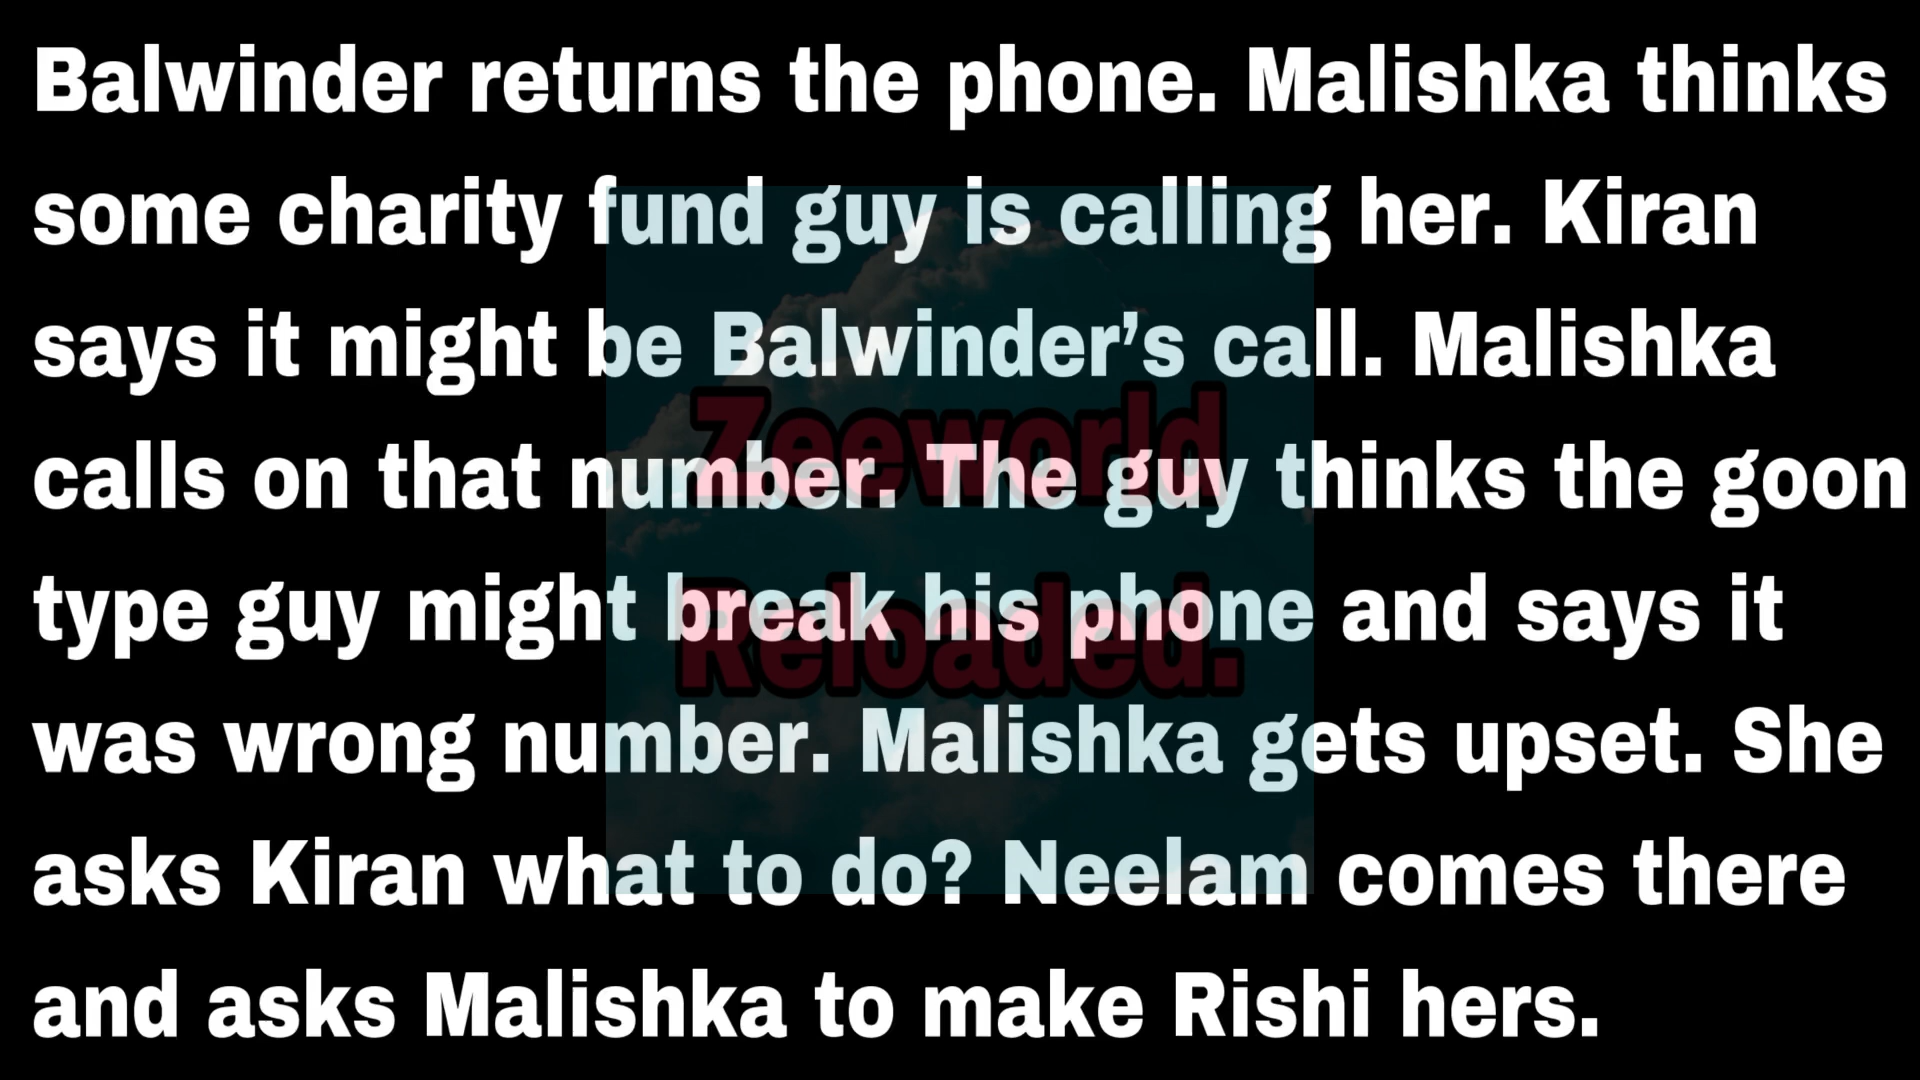 Balwinder returns the phone. Malishka thinks
some charity fund guy is calling her. Kiran
says it might be Balwinder’s call. Malishka
calls on that number. The guy thinks the goon
type guy might break his phone and says it
was wrong number. Malishka gets upset. She
asks Kiran what to do? Neelam comes there
and asks Malishka to make Rishi hers.
Zeeworld
Reloaded.